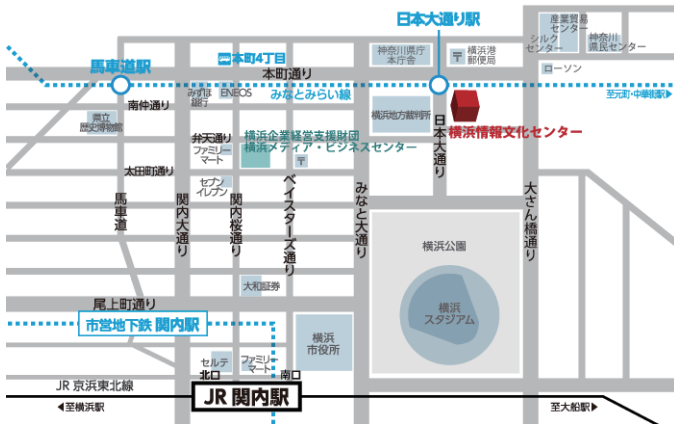 日本大通り駅
産業貿易
センター
シルク
センター
神奈川
県民センター
神奈川県庁
本庁舎
〒
横浜港
郵便局
本町4丁目
馬車道駅
本町通り
ローソン
みずほ
銀行
ENEOS
みなとみらい線
至元町・中華街駅▶
南仲通り
県立
歴史博物館
横浜地方裁判所
横浜情報文化センター
日本大通り
弁天通り
ファミリー
マート
横浜企業経営支援財団
横浜メディア・ビジネスセンター
〒
太田町通り
セブン
イレブン
馬車道
関内大通り
関内桜通り
ベイスターズ通り
みなと大通り
大さん橋通り
横浜公園
大和証券
尾上町通り
横浜
スタジアム
市営地下鉄 関内駅
横浜
市役所
セルテ
ファミリー
マート
北口
南口
JR 京浜東北線
JR 関内駅
◀至横浜駅
至大船駅▶